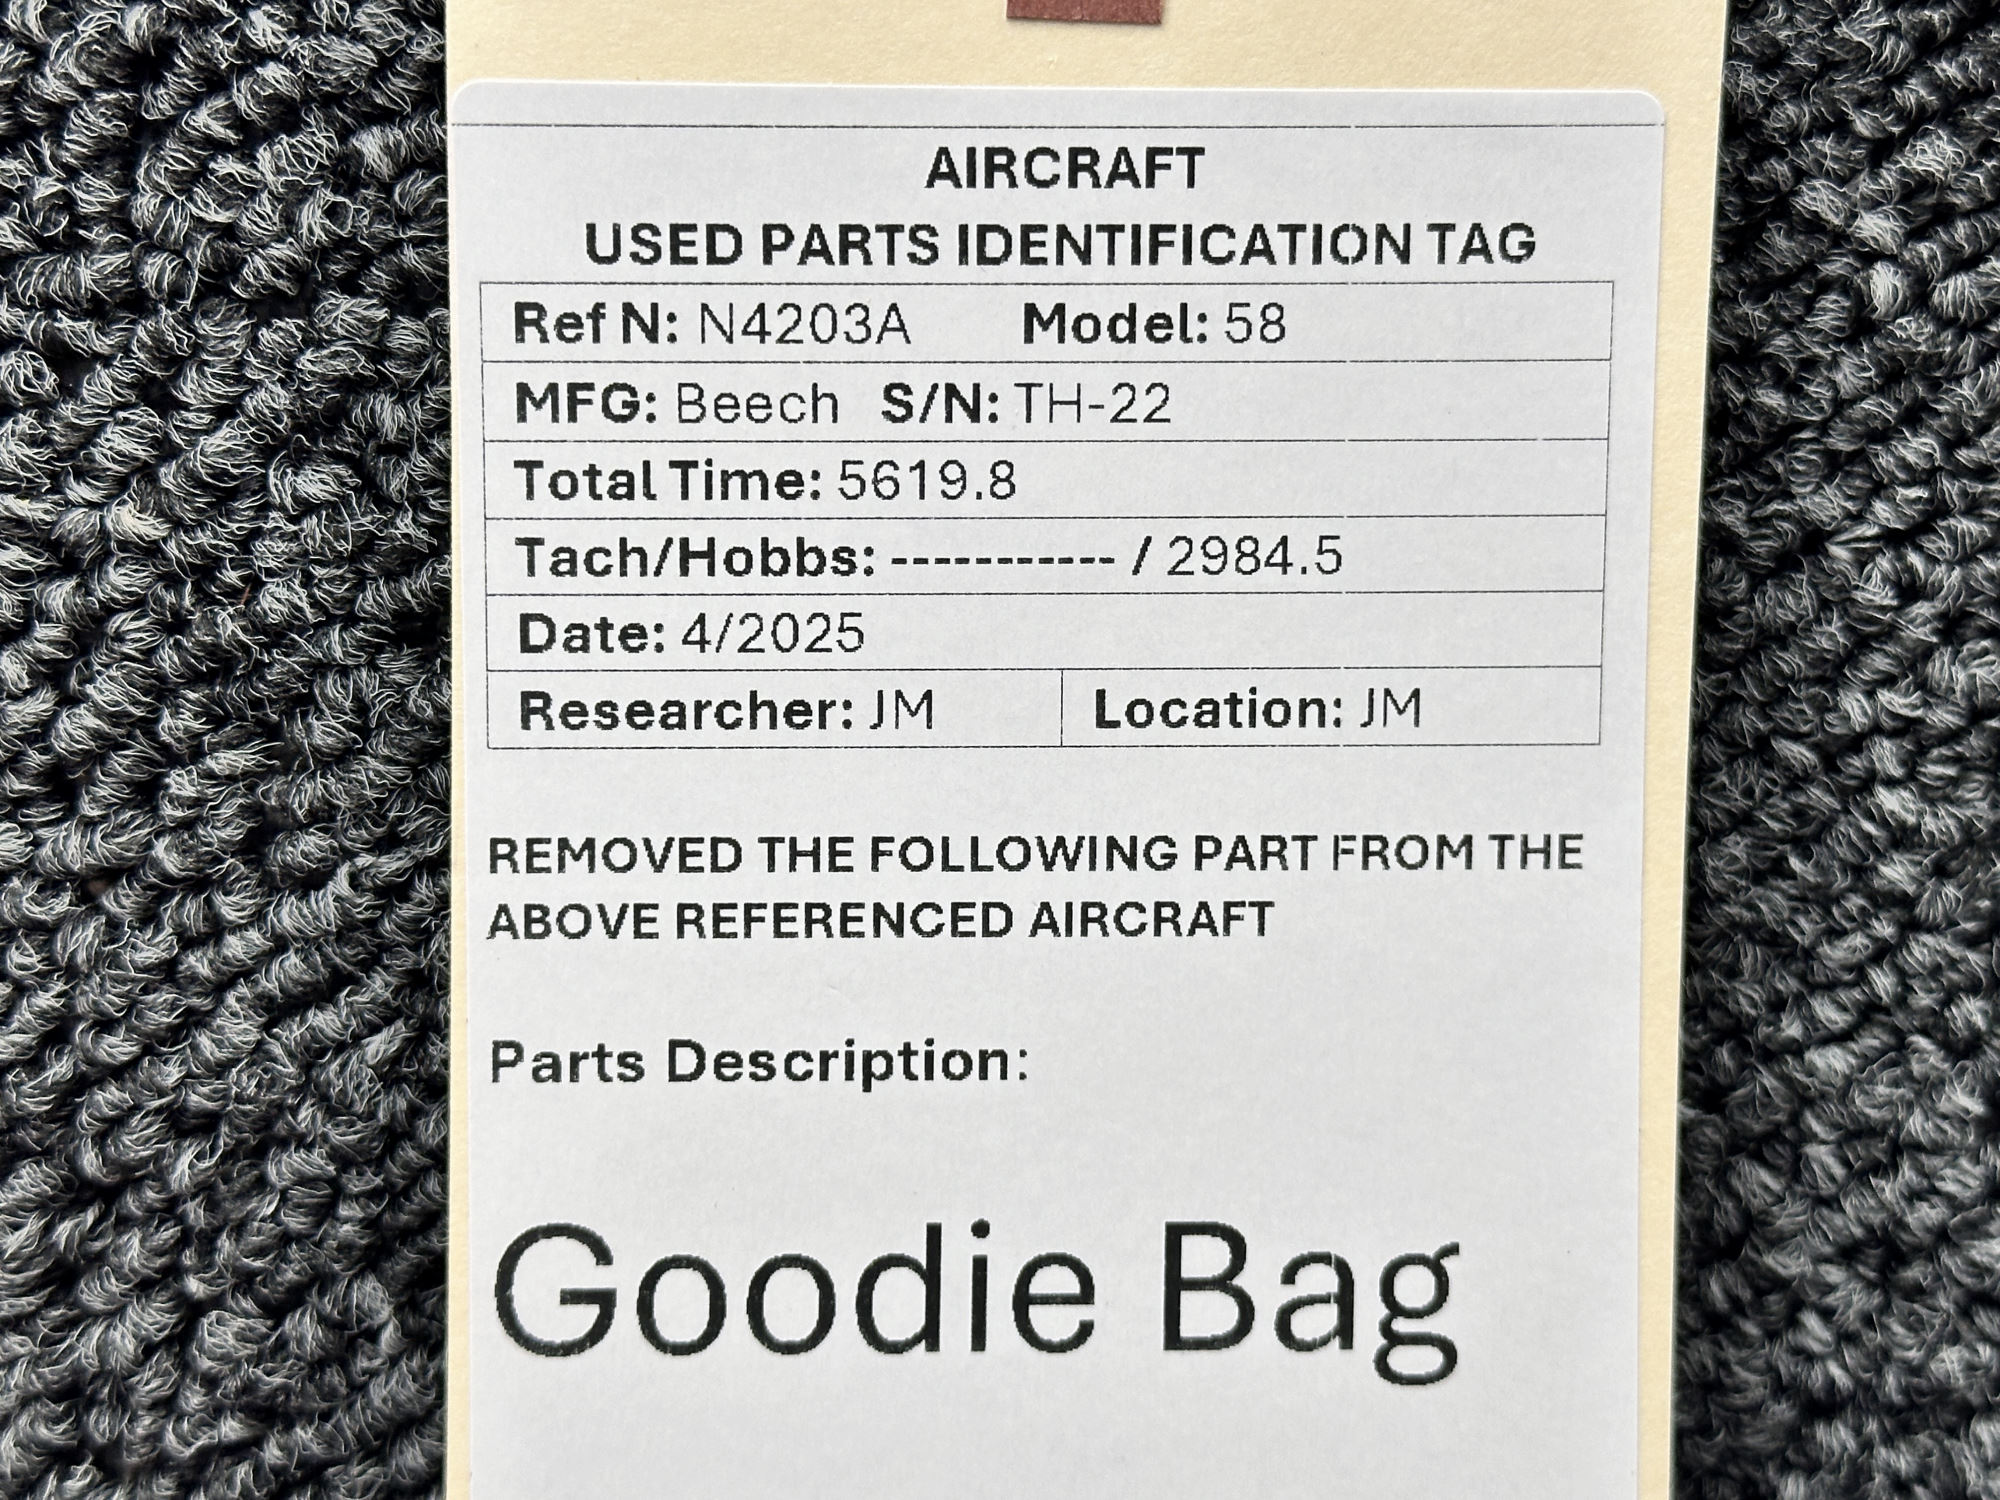 AIRCRAFT
USED PARTS IDENTIFICATION TAG
Ref N: N4203A Model: 58
MFG: Beech S/N: TH-22
Total Time: 5619.8
Tach/Hobbs: ----------- / 2984.5
Date: 4/2025
Researcher: JM Location: JM
REMOVED THE FOLLOWING PART FROM THE
ABOVE REFERENCED AIRCRAFT
Parts Description:
Goodie Bag